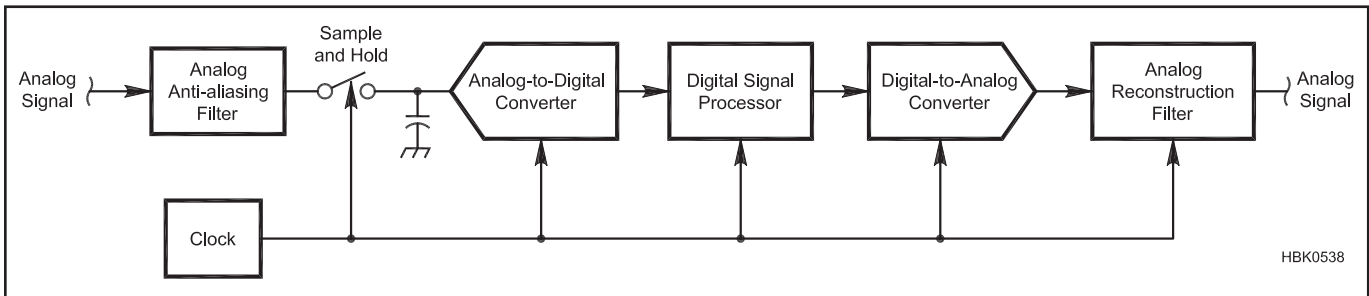 Analog
Signal
Analog
Anti-aliasing
Filter
Sample
and Hold
Analog-to-Digital
Converter
Digital Signal
Processor
Digital-to-Analog
Converter
Analog
Reconstruction
Filter
Analog
Signal
Clock
HBK0538